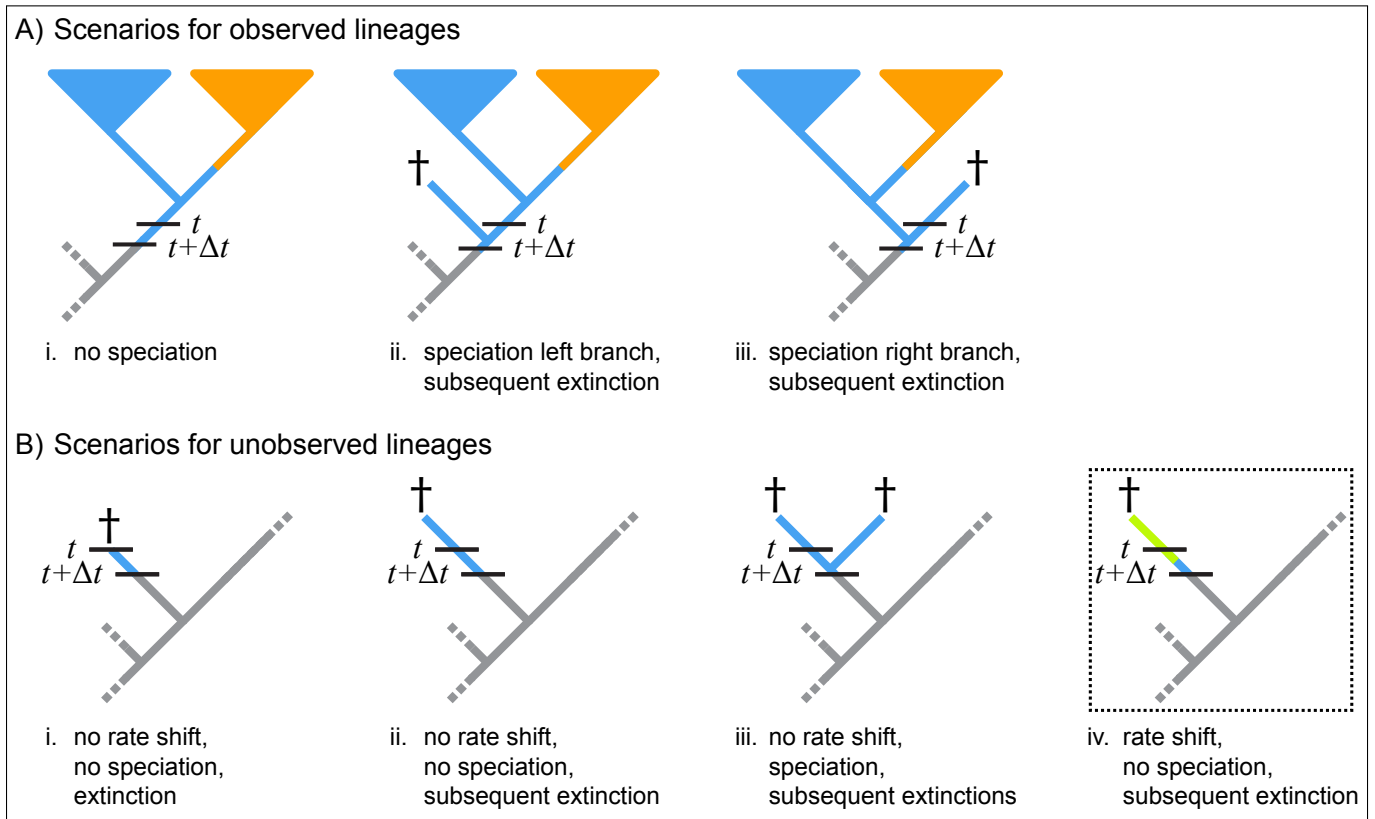 A) Scenarios for observed lineages
†
†
t
t+Δt
t
t+Δt
t
t+Δt
i. no speciation
ii. speciation left branch,
subsequent extinction
iii. speciation right branch,
subsequent extinction
B) Scenarios for unobserved lineages
†
t
t+Δt
†
t
t+Δt
† †
t
t+Δt
†
t
t+Δt
i. no rate shift,
no speciation,
extinction
ii. no rate shift,
no speciation,
subsequent extinction
iii. no rate shift,
speciation,
subsequent extinctions
iv. rate shift,
no speciation,
subsequent extinction